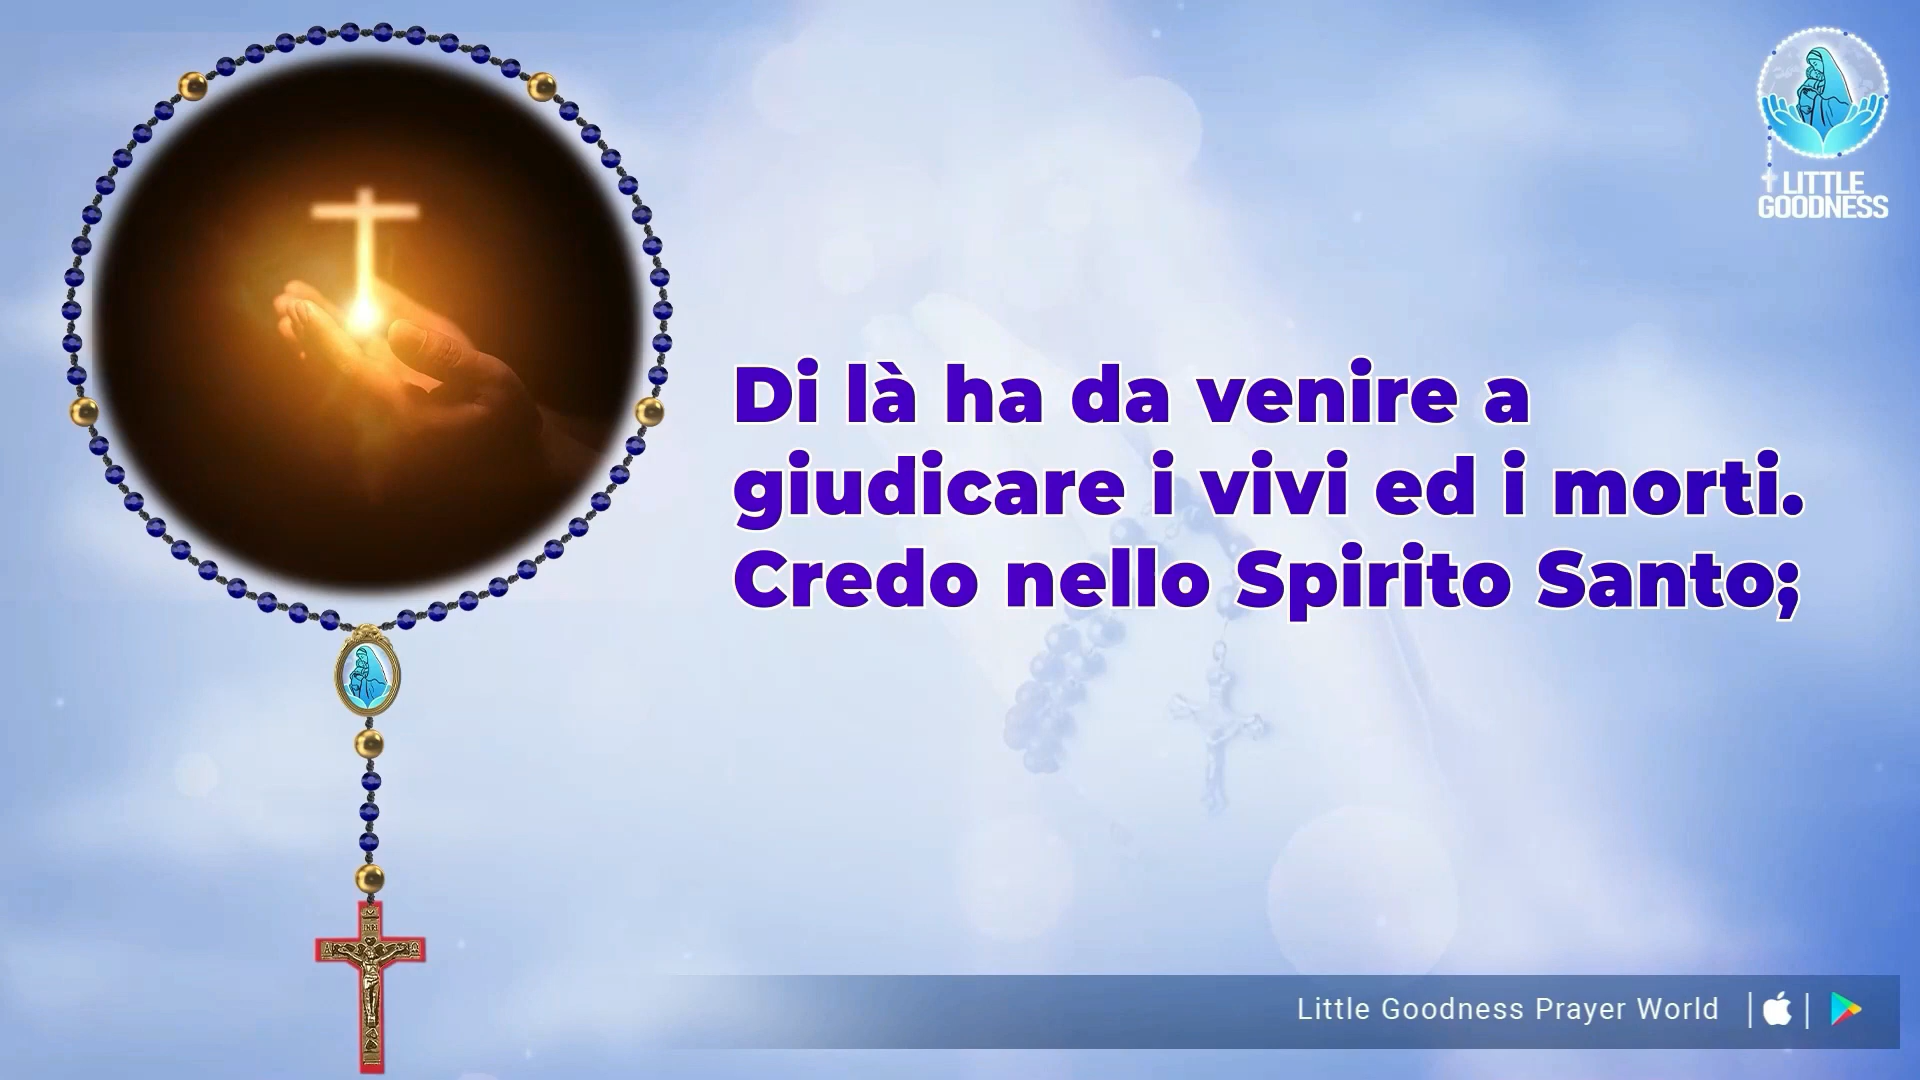 LITTLE
GOODNESS
Di là ha da venire a
giudicare i vivi ed i morti.
Credo nello Spirito Santo;
INRI
Little Goodness Prayer World